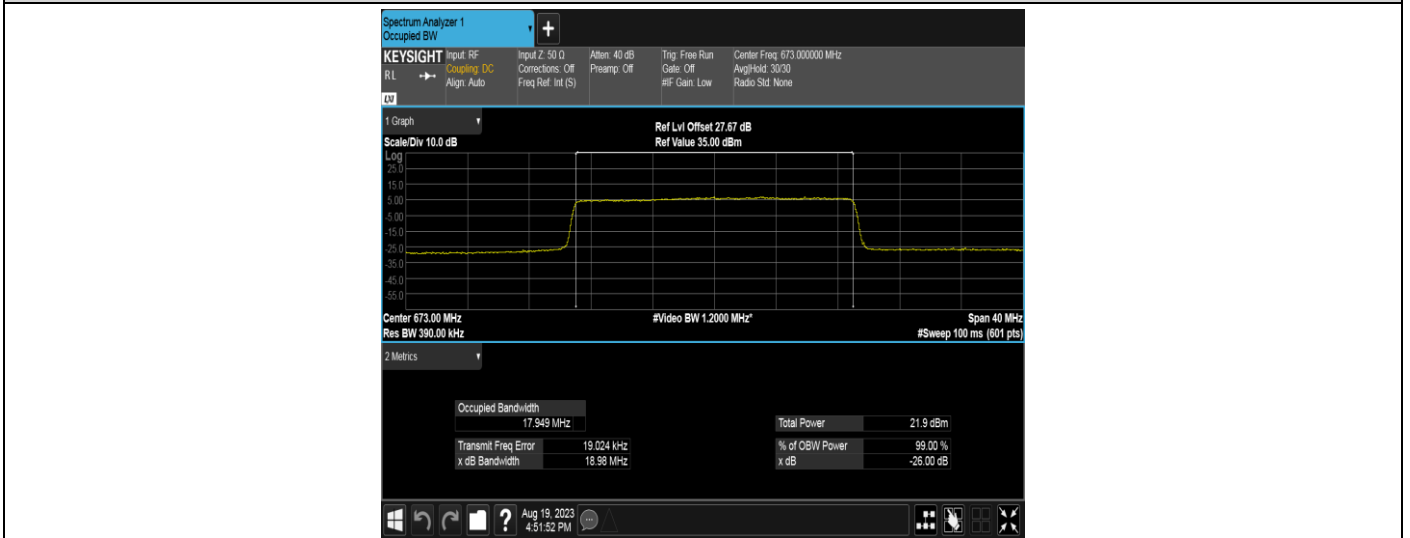 Spectrum Analyzer 1
Occupied BW
+
KEYSIGHT
RL
LXI
Input: RF
Coupling: DC
Align: Auto
Input Z: 50 Ω
Corrections: Off
Freq Ref: Int (S)
Atten: 40 dB
Preamp: Off
Trig: Free Run
Gate: Off
#IF Gain: Low
Center Freq: 673.000000 MHz
Avg|Hold: 30/30
Radio Std: None
1 Graph
Scale/Div 10.0 dB
Ref Lvl Offset 27.67 dB
Ref Value 35.00 dBm
Log
25.0
15.0
5.00
-5.00
-15.0
-25.0
-35.0
-45.0
-55.0
Center 673.00 MHz
#Video BW 1.2000 MHz*
Span 40 MHz
Res BW 390.00 kHz
#Sweep 100 ms (601 pts)
2 Metrics
Occupied Bandwidth
17.949 MHz
Transmit Freq Error 19.024 kHz
x dB Bandwidth 18.98 MHz
Total Power 21.9 dBm
% of OBW Power 99.00 %
x dB -26.00 dB
?
Aug 19, 2023
4:51:52 PM